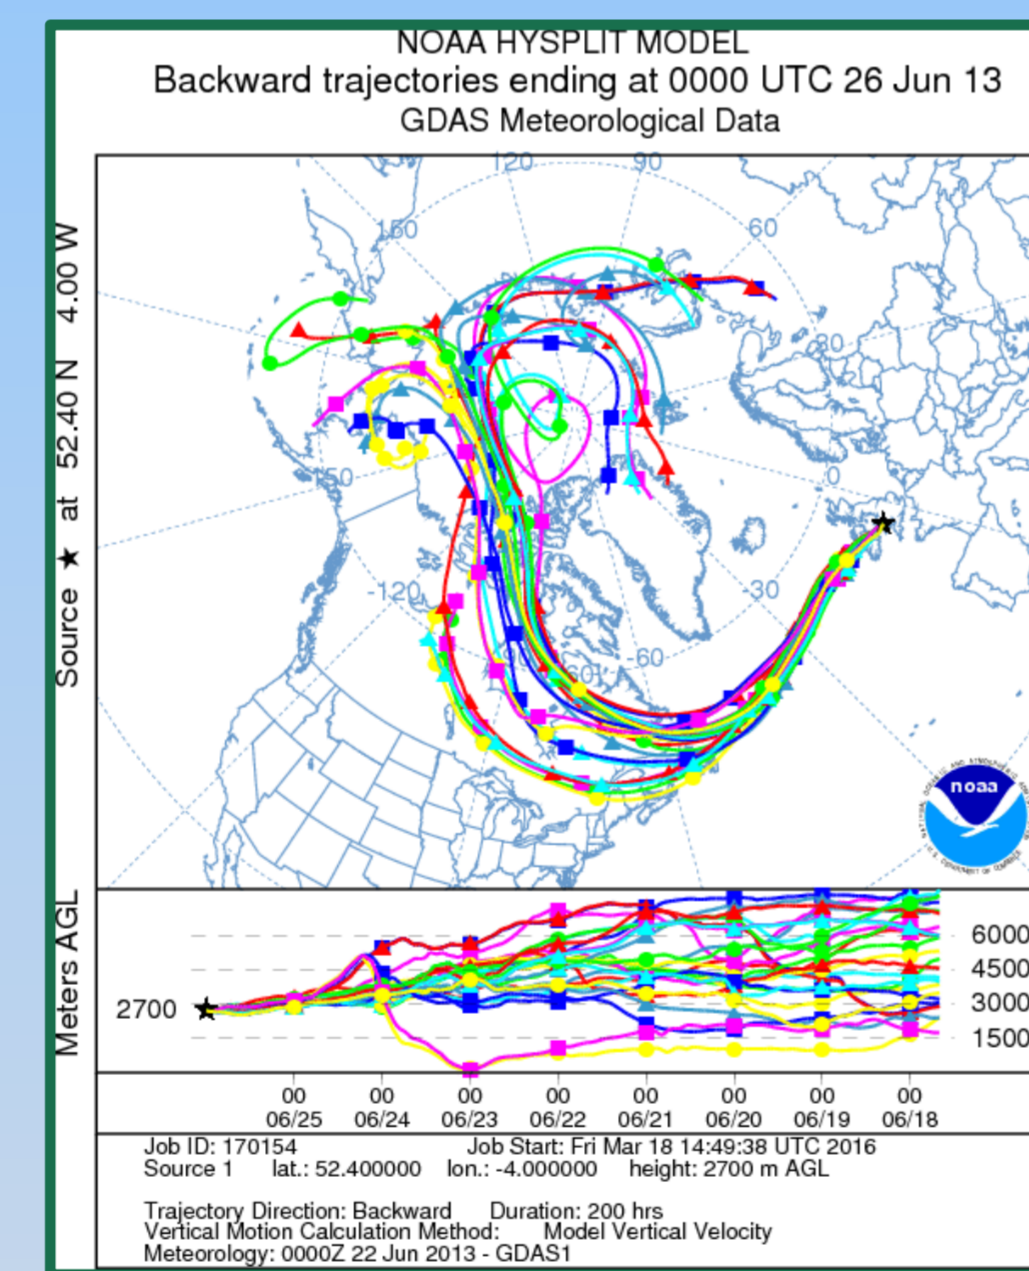 NOAA HYSPLIT MODEL
Backward trajectories ending at 0000 UTC 26 Jun 13
GDAS Meteorological Data
Source ★ at 52.40 N 4.00 W
120
90
150
60
30
0
-30
-60
-90
-120
60
noaa
Meters AGL
2700
6000
4500
3000
1500
00 00 00 00 00 00 00 00
06/25 06/24 06/23 06/22 06/21 06/20 06/19 06/18
Job ID: 170154 Job Start: Fri Mar 18 14:49:38 UTC 2016
Source 1 lat.: 52.400000 lon.: -4.000000 height: 2700 m AGL
Trajectory Direction: Backward Duration: 200 hrs
Vertical Motion Calculation Method: Model Vertical Velocity
Meteorology: 0000Z 22 Jun 2013 - GDAS1